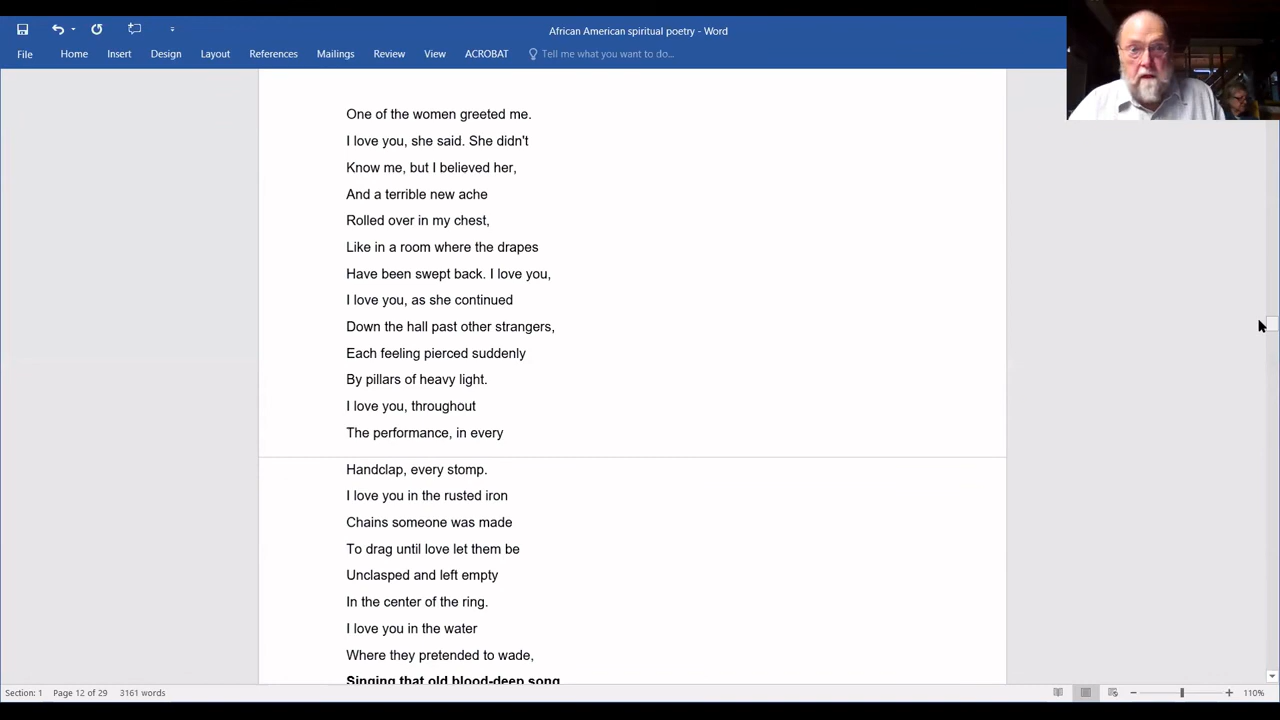 African American spiritual poetry - Word
File Home Insert Design Layout References Mailings Review View ACROBAT Tell me what you want to do...
One of the women greeted me.
I love you, she said. She didn't
Know me, but I believed her,
And a terrible new ache
Rolled over in my chest,
Like in a room where the drapes
Have been swept back. I love you,
I love you, as she continued
Down the hall past other strangers,
Each feeling pierced suddenly
By pillars of heavy light.
I love you, throughout
The performance, in every
Handclap, every stomp.
I love you in the rusted iron
Chains someone was made
To drag until love let them be
Unclasped and left empty
In the center of the ring.
I love you in the water
Where they pretended to wade,
Singing that old blood-deep song
Section: 1 Page 12 of 29 3161 words 110%